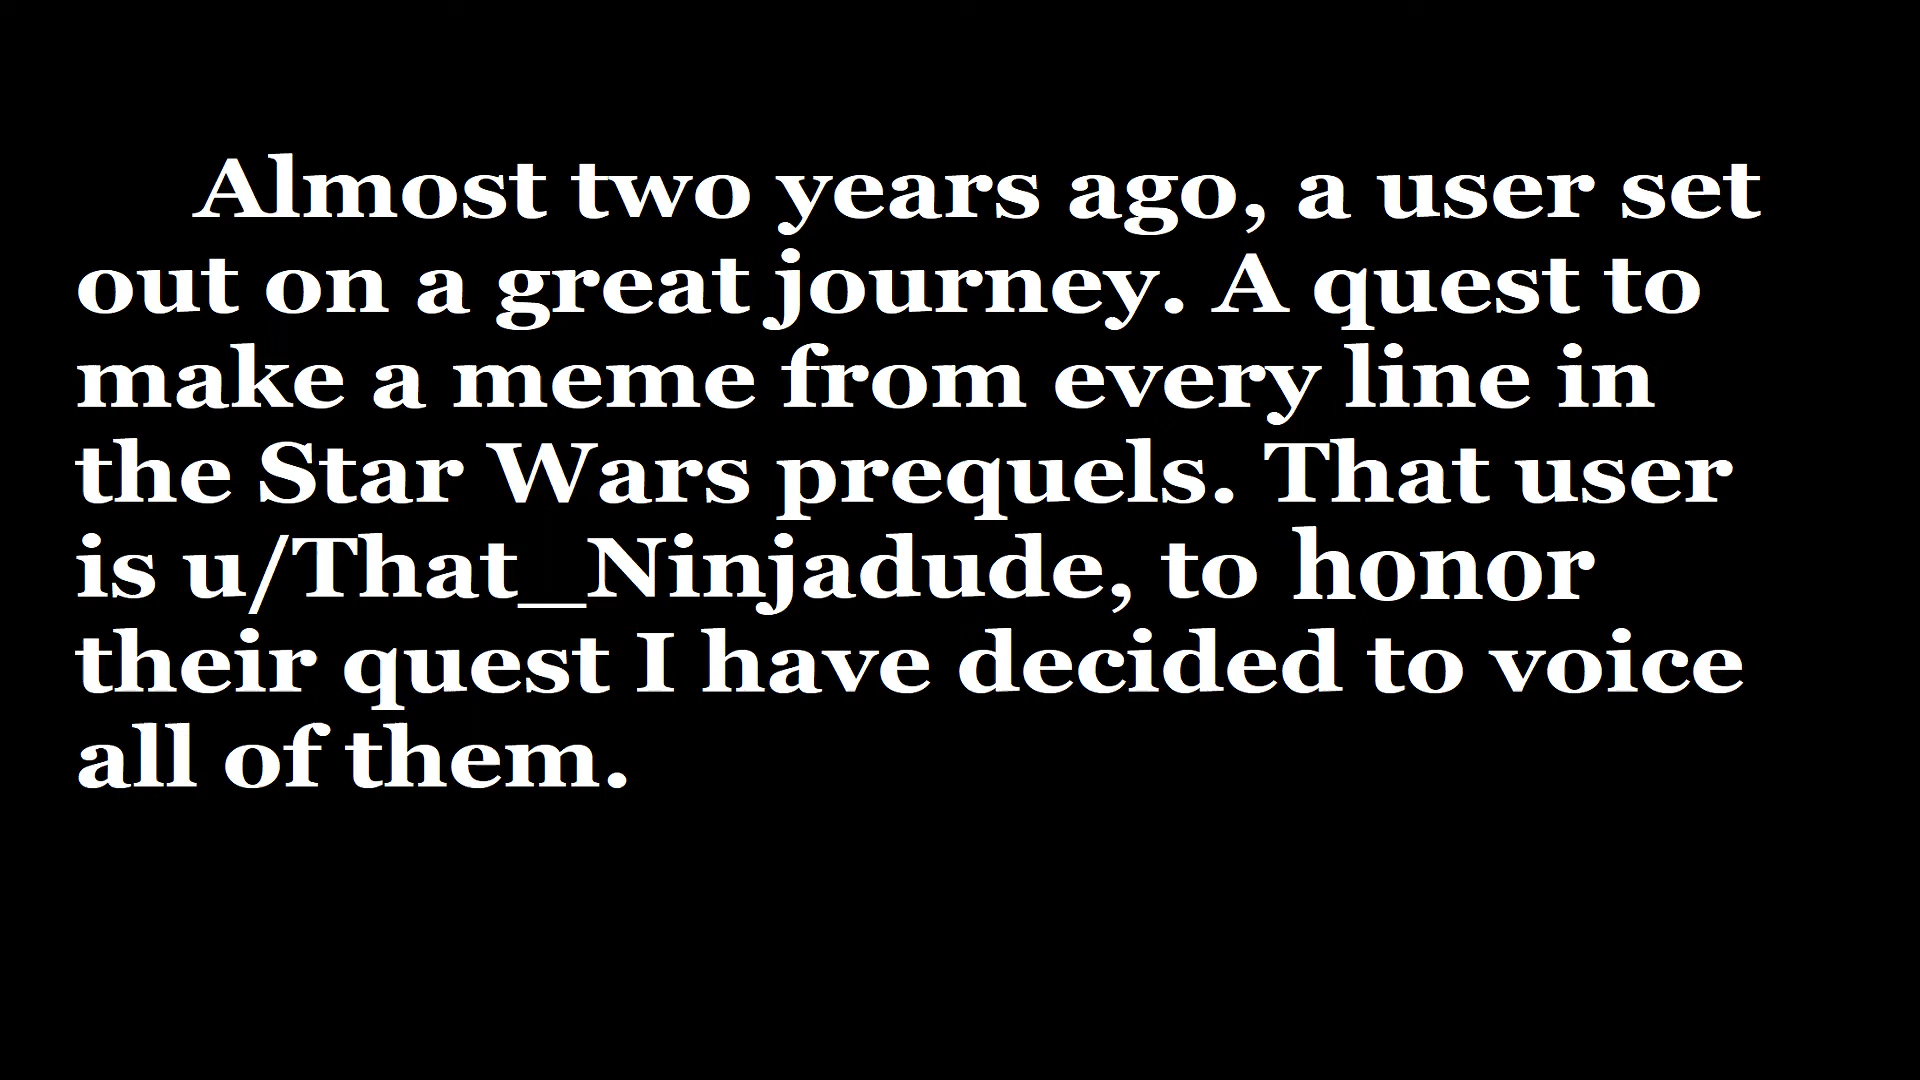 Almost two years ago, a user set
out on a great journey. A quest to
make a meme from every line in
the Star Wars prequels. That user
is u/That_Ninjadude, to honor
their quest I have decided to voice
all of them.